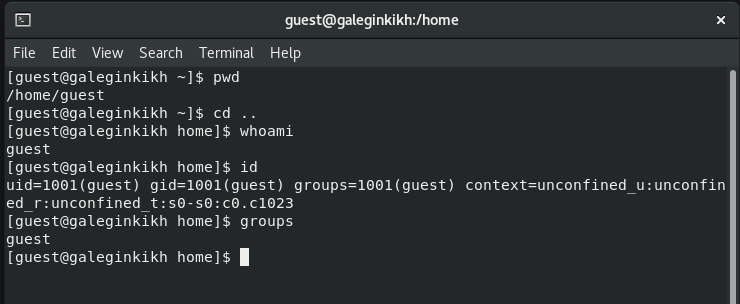 guest@galeginkikh:/home
File Edit View Search Terminal Help
[guest@galeginkikh ~]$ pwd
/home/guest
[guest@galeginkikh ~]$ cd ..
[guest@galeginkikh home]$ whoami
guest
[guest@galeginkikh home]$ id
uid=1001(guest) gid=1001(guest) groups=1001(guest) context=unconfined_u:unconfin
ed_r:unconfined_t:s0-s0:c0.c1023
[guest@galeginkikh home]$ groups
guest
[guest@galeginkikh home]$